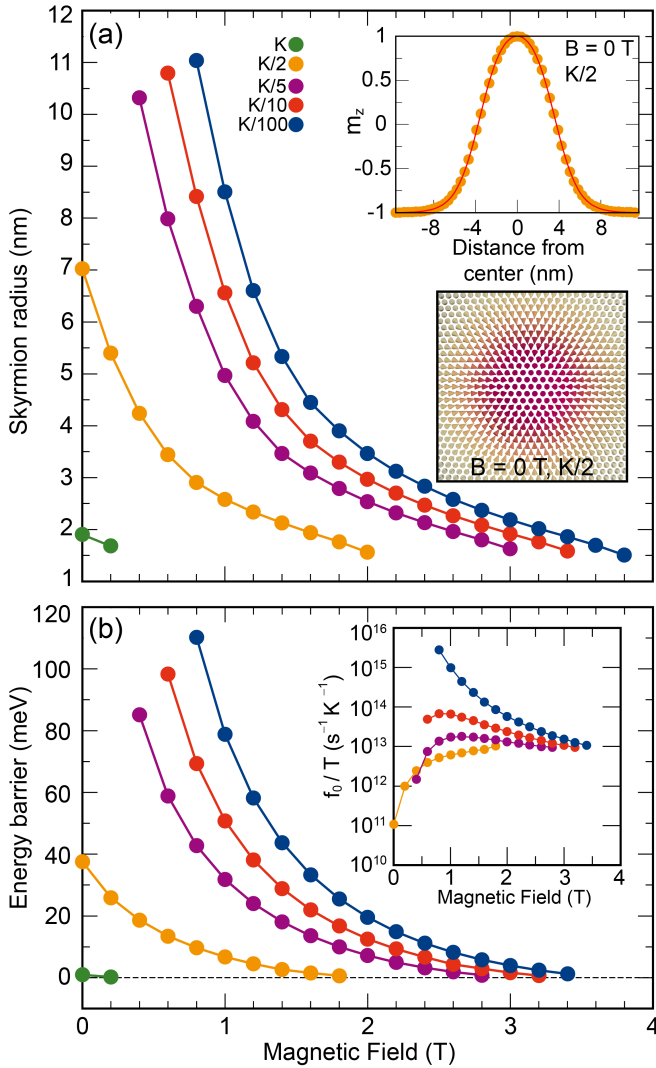 (a)
12
11
10
9
8
7
6
5
4
3
2
1
Skyrmion radius (nm)
K
K/2
K/5
K/10
K/100
B = 0 T
K/2
1
0.5
0
-0.5
-1
m_z
-8 -4 0 4 8
Distance from
center (nm)
B = 0 T, K/2
(b)
120
100
80
60
40
20
0
Energy barrier (meV)
10^16
10^15
10^14
10^13
10^12
10^11
10^10
f_0 / T (s^−1 K^−1)
0 1 2 3 4
Magnetic Field (T)
0 1 2 3 4
Magnetic Field (T)